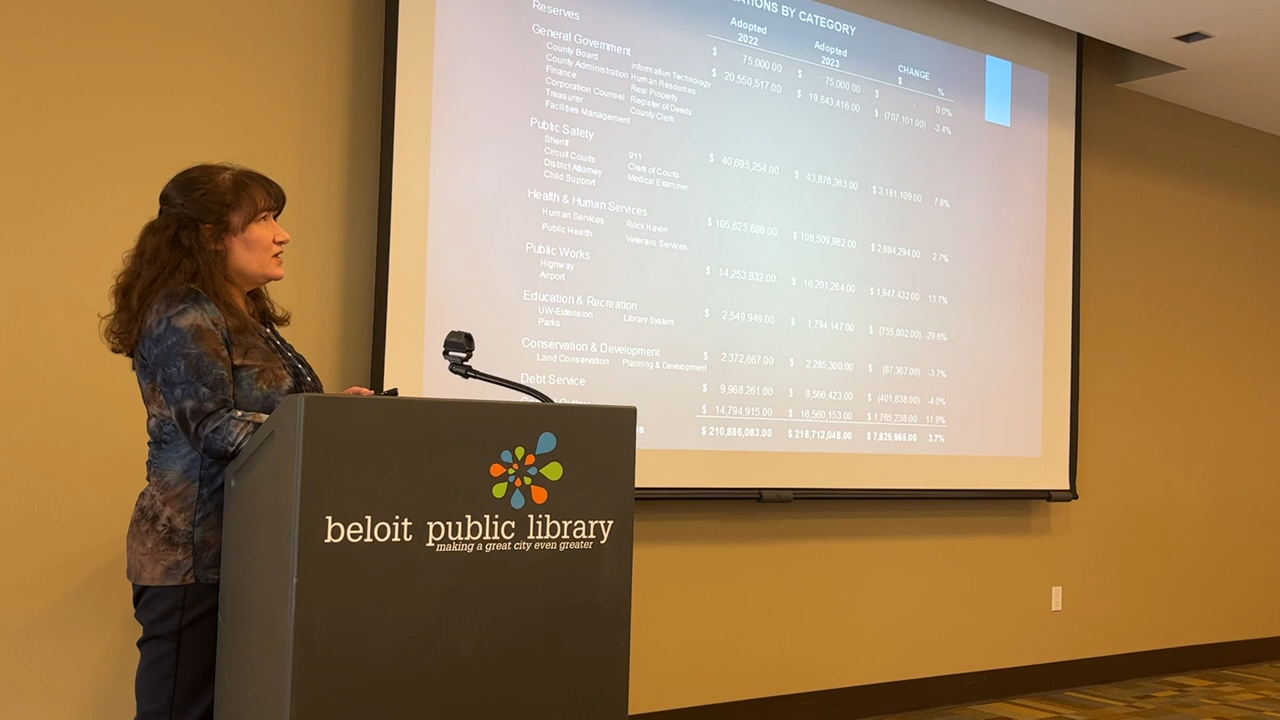 ATIONS BY CATEGORY
Adopted Adopted CHANGE
2022 2023 $ %
Reserves $ 75,000.00 $ 75,000.00 $ - 0.0%
General Government $ 20,550,517.00 $ 19,843,416.00 $ (707,101.00) -3.4%
County Board Information Technology
County Administration Human Resources
Finance Real Property
Corporation Counsel Register of Deeds
Treasurer County Clerk
Facilities Management
Public Safety $ 40,695,254.00 $ 43,876,363.00 $ 3,181,109.00 7.8%
Sheriff 911
Circuit Courts Clerk of Courts
District Attorney Medical Examiner
Child Support
Health & Human Services $ 105,625,688.00 $ 108,509,982.00 $ 2,884,294.00 2.7%
Human Services Rock Haven
Public Health Veterans Services
Public Works $ 14,253,832.00 $ 16,201,264.00 $ 1,947,432.00 13.7%
Highway
Airport
Education & Recreation $ 2,549,949.00 $ 1,794,147.00 $ (755,802.00) -29.6%
UW-Extension Library System
Parks
Conservation & Development $ 2,372,667.00 $ 2,285,300.00 $ (87,367.00) -3.7%
Land Conservation Planning & Development
Debt Service $ 9,968,261.00 $ 9,566,423.00 $ (401,838.00) -4.0%
$ 14,794,915.00 $ 16,560,153.00 $ 1,765,238.00 11.9%
$ 210,886,083.00 $ 218,712,048.00 $ 7,825,965.00 3.7%
beloit public library
making a great city even greater